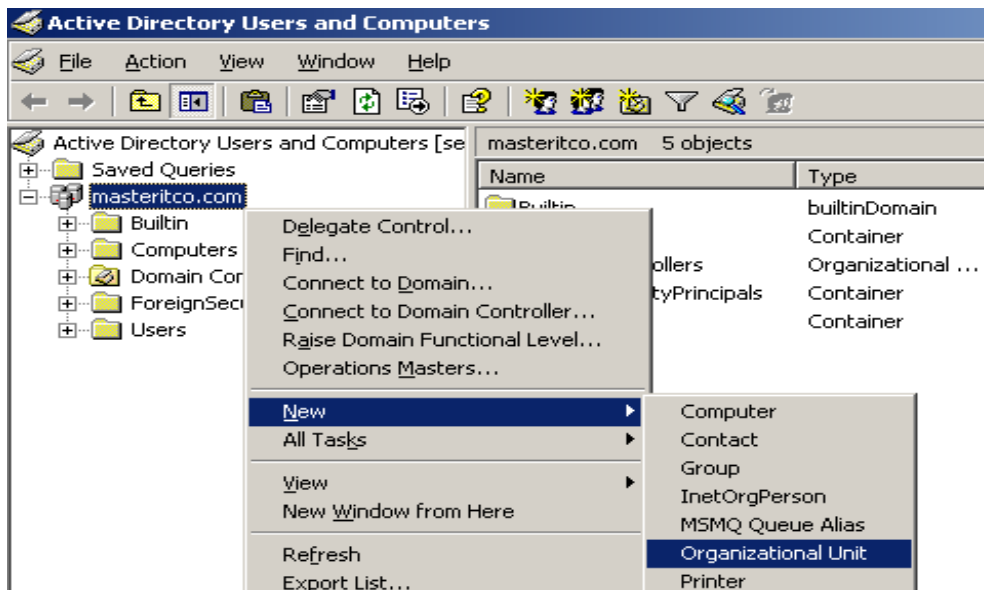 Active Directory Users and Computers
File Action View Window Help
Active Directory Users and Computers [se
masteritco.com 5 objects
Saved Queries
Name Type
masteritco.com
Builtin
Computers
Domain Con
ForeignSecu
Users
Builtin builtinDomain
Container
ollers Organizational ...
tyPrincipals Container
Container
Delegate Control...
Find...
Connect to Domain...
Connect to Domain Controller...
Raise Domain Functional Level...
Operations Masters...
New
All Tasks
View
New Window from Here
Refresh
Export List...
Computer
Contact
Group
InetOrgPerson
MSMQ Queue Alias
Organizational Unit
Printer